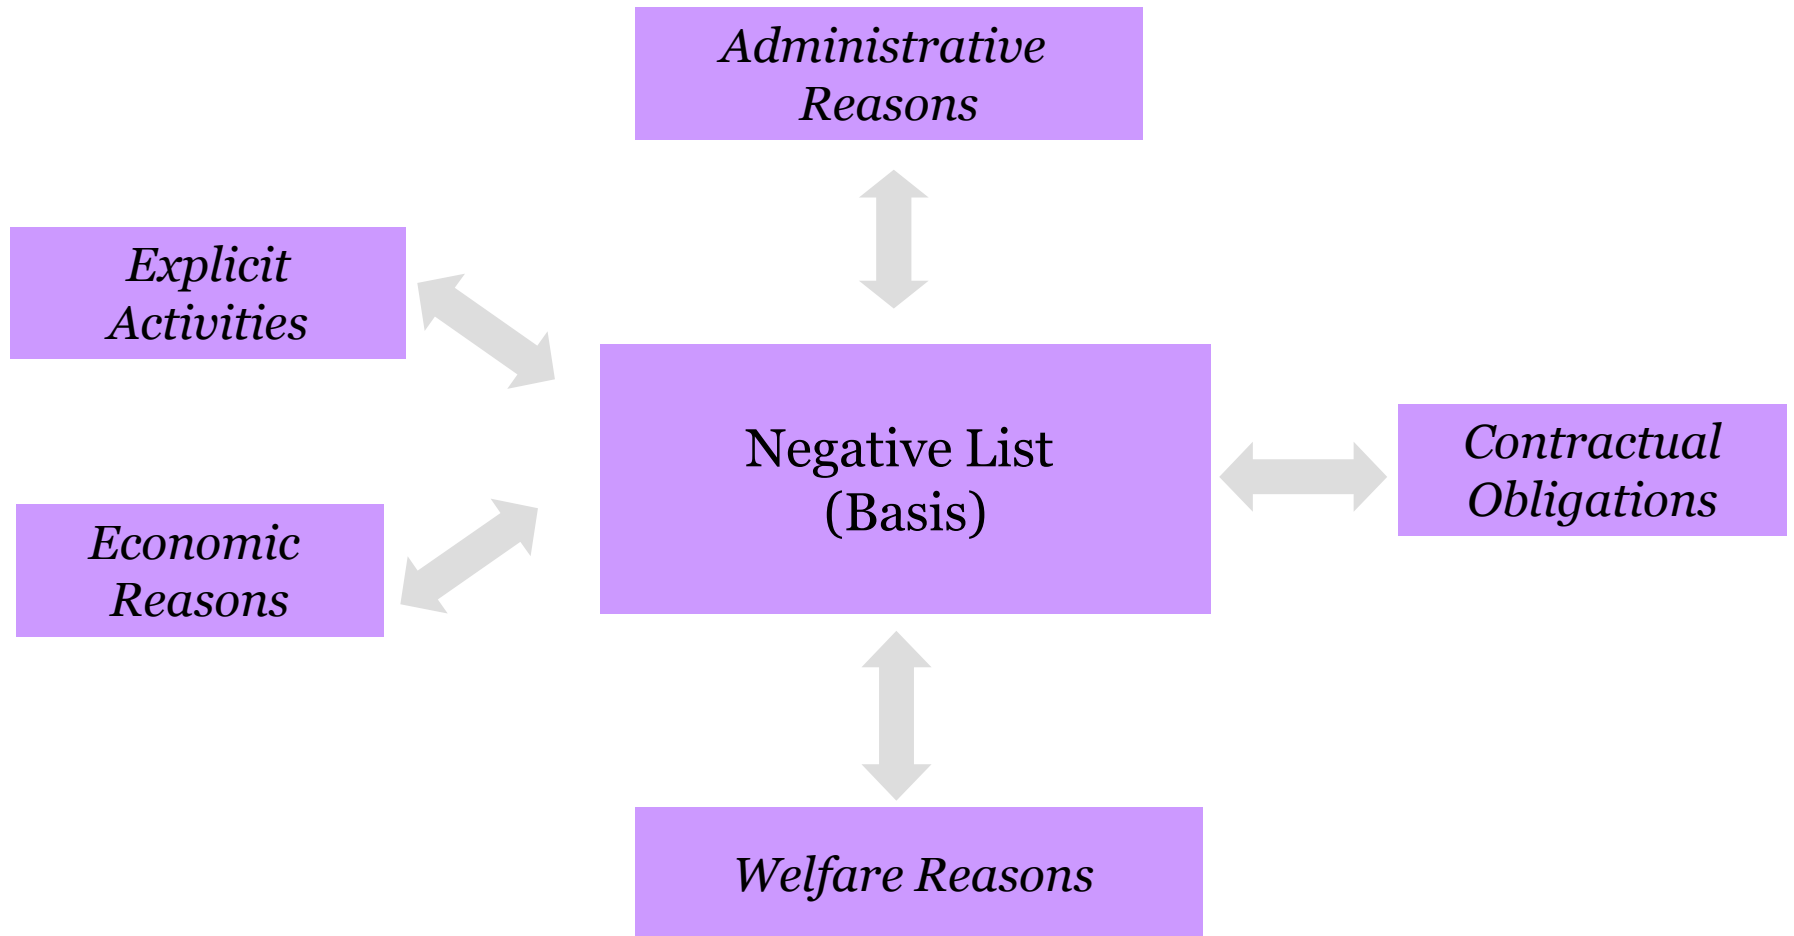 Administrative
Reasons
Explicit
Activities
Negative List
(Basis)
Contractual
Obligations
Economic
Reasons
Welfare Reasons